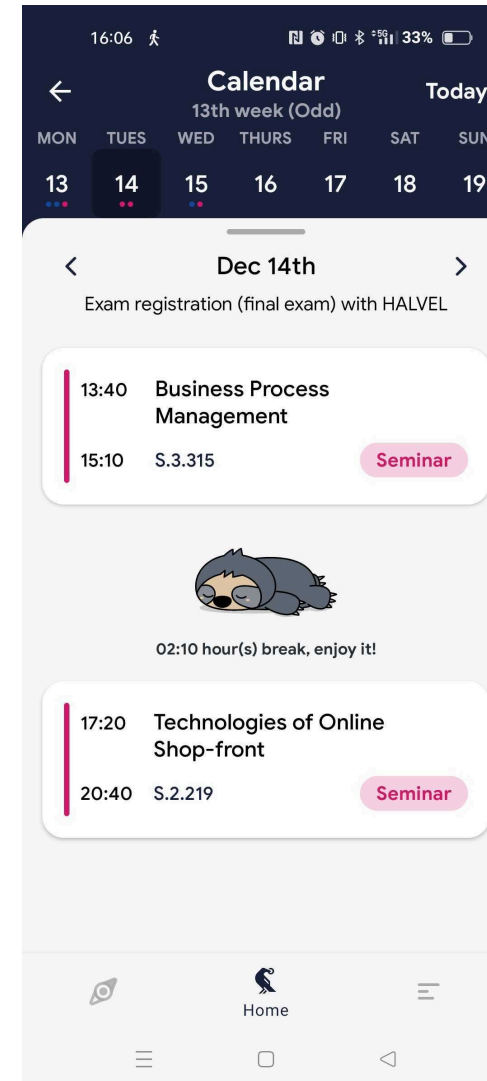 16:06 5G 33%
Calendar Today
13th week (Odd)
MON TUES WED THURS FRI SAT SUN
13 14 15 16 17 18 19
Dec 14th
Exam registration (final exam) with HALVEL
13:40 Business Process
Management
15:10 S.3.315 Seminar
02:10 hour(s) break, enjoy it!
17:20 Technologies of Online
Shop-front
20:40 S.2.219 Seminar
Home